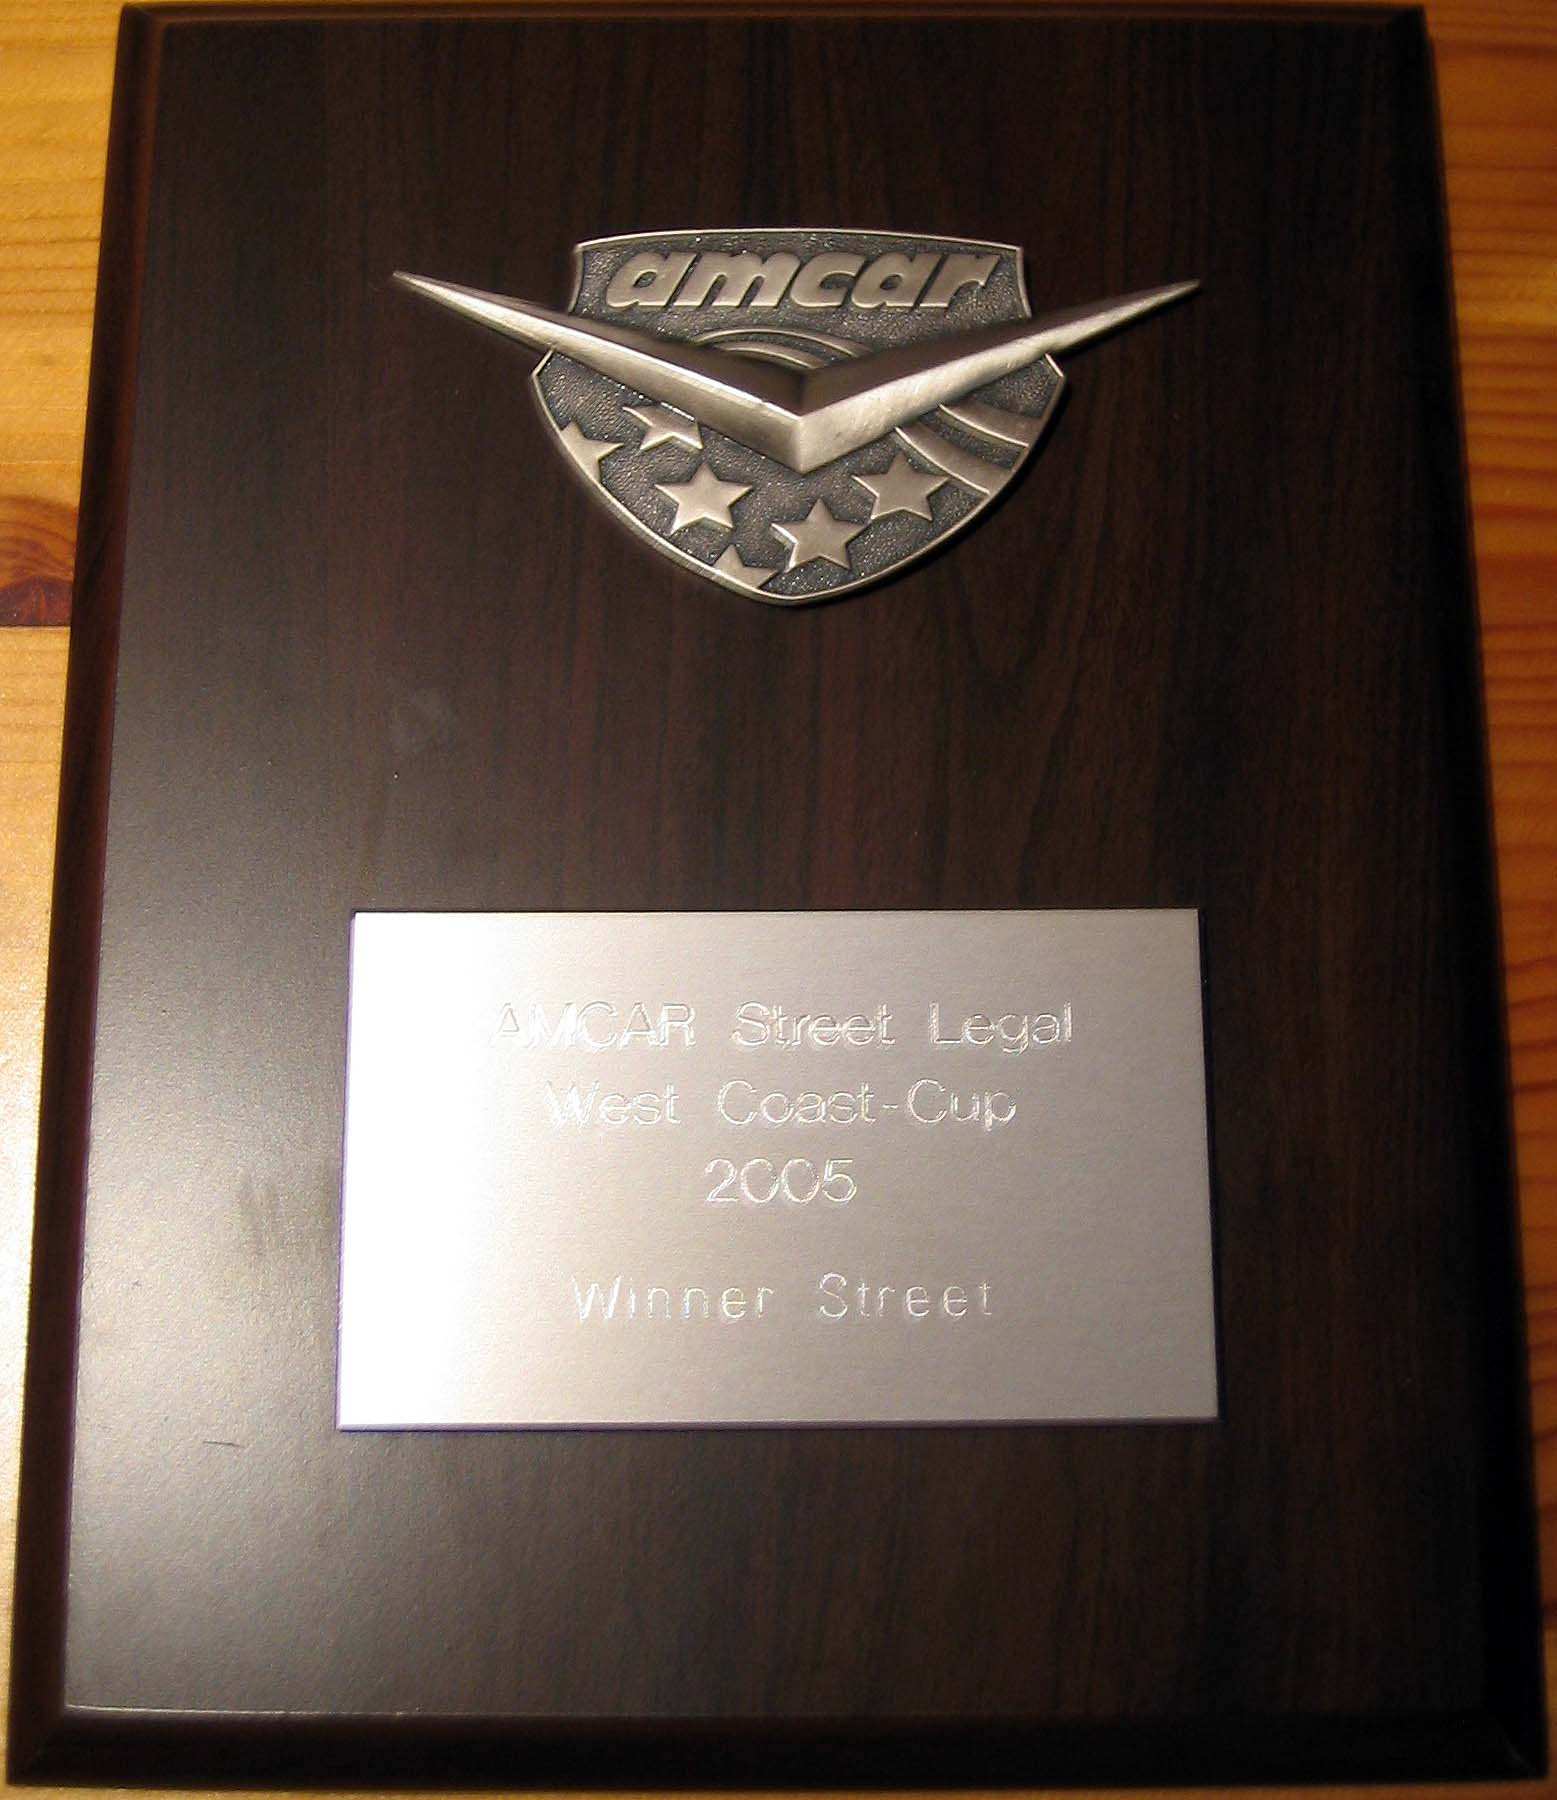 amcar
AMCAR Street Legal
West Coast-Cup
2005
Winner Street